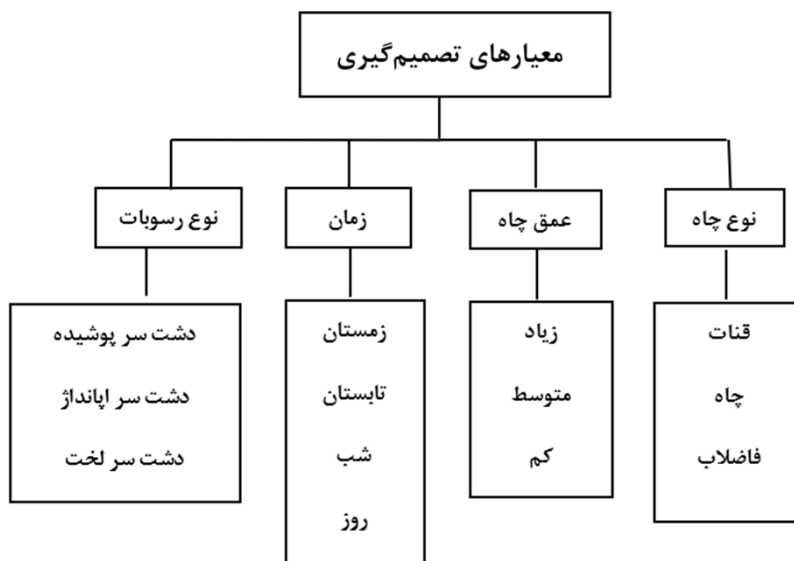 معیارهای تصمیم‌گیری
نوع چاه
عمق چاه
زمان
نوع رسوبات
قنات
چاه
فاضلاب
زیاد
متوسط
کم
زمستان
تابستان
شب
روز
دشت سر پوشیده
دشت سر اپانداژ
دشت سر لخت